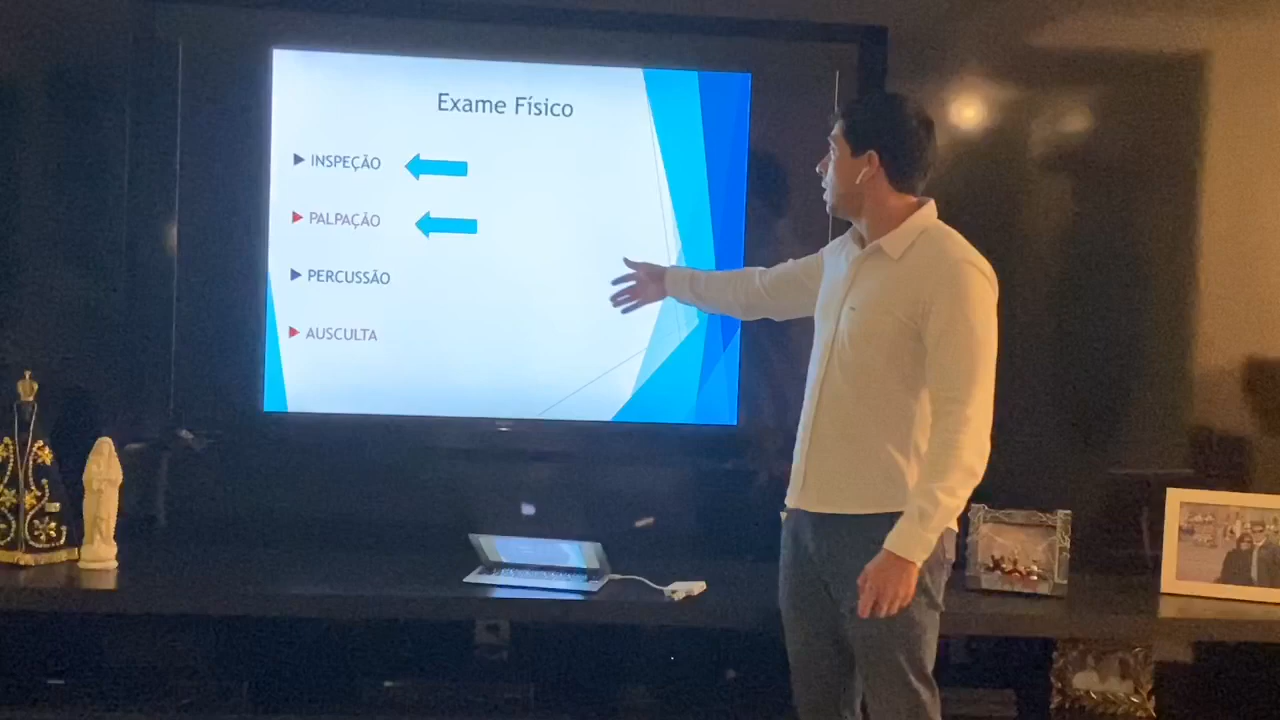 Exame Físico
INSPEÇÃO
PALPAÇÃO
PERCUSSÃO
AUSCULTA